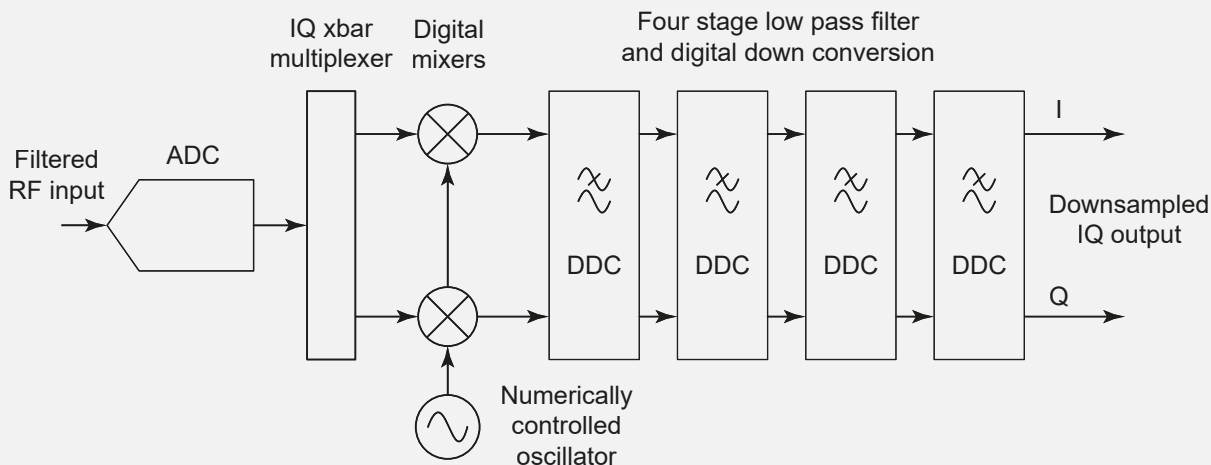 IQ xbar
multiplexer
Digital
mixers
Four stage low pass filter
and digital down conversion
Filtered
RF input
ADC
DDC
DDC
DDC
DDC
I
Downsampled
IQ output
Q
Numerically
controlled
oscillator